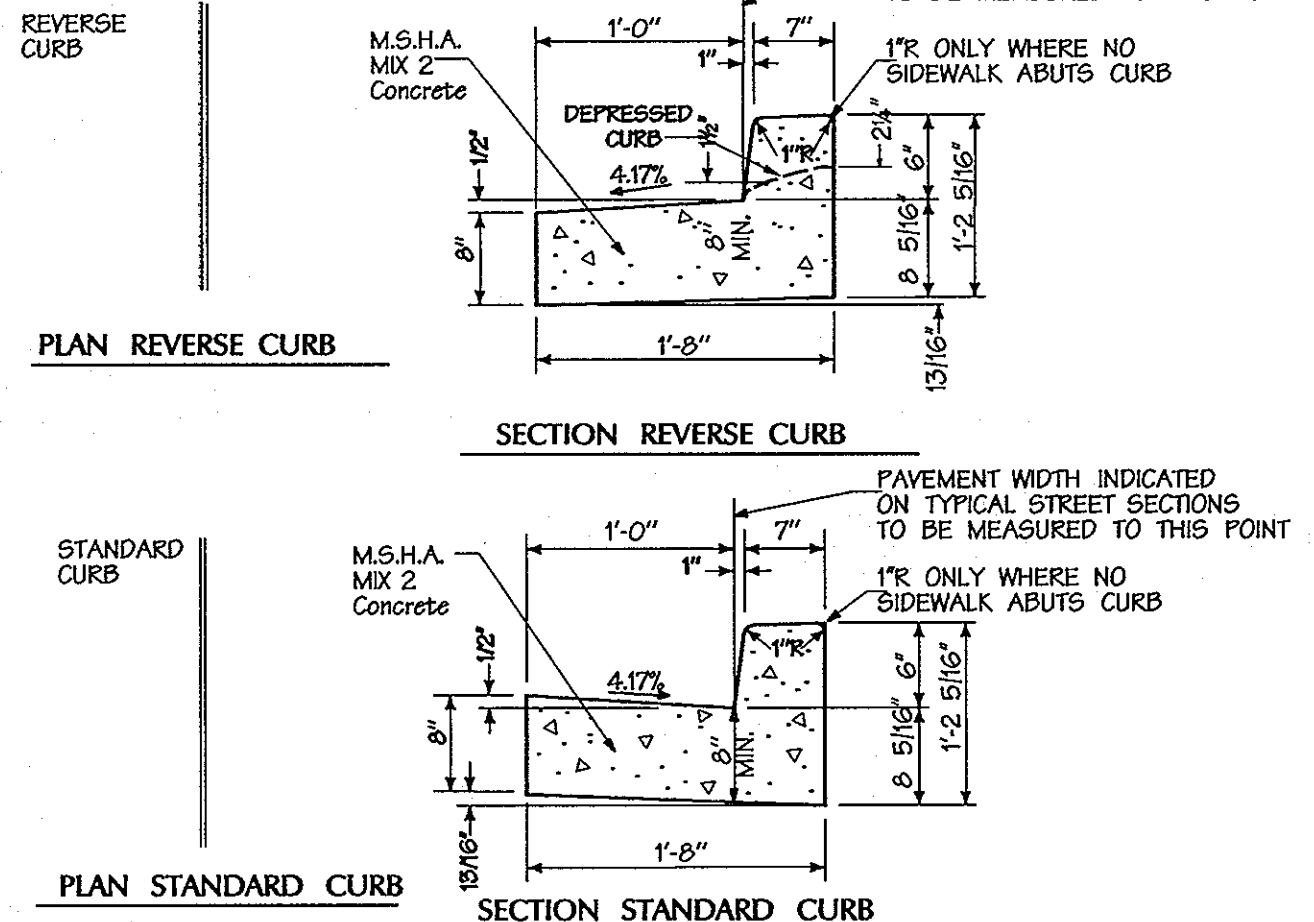 REVERSE
CURB
M.S.H.A.
MIX 2
Concrete
1'-0"
7"
1"
1"R ONLY WHERE NO
SIDEWALK ABUTS CURB
DEPRESSED
CURB
1½"
1"R.
2¼"
1/2"
4.17%
6"
8"
8"
MIN.
8 5/16"
1'-2 5/16"
1'-8"
13/16"
PLAN REVERSE CURB
SECTION REVERSE CURB
PAVEMENT WIDTH INDICATED
ON TYPICAL STREET SECTIONS
TO BE MEASURED TO THIS POINT
STANDARD
CURB
M.S.H.A.
MIX 2
Concrete
1'-0"
7"
1"
1"R ONLY WHERE NO
SIDEWALK ABUTS CURB
1"R.
1/2"
4.17%
6"
8"
8"
MIN.
8 5/16"
1'-2 5/16"
13/16"
1'-8"
PLAN STANDARD CURB
SECTION STANDARD CURB